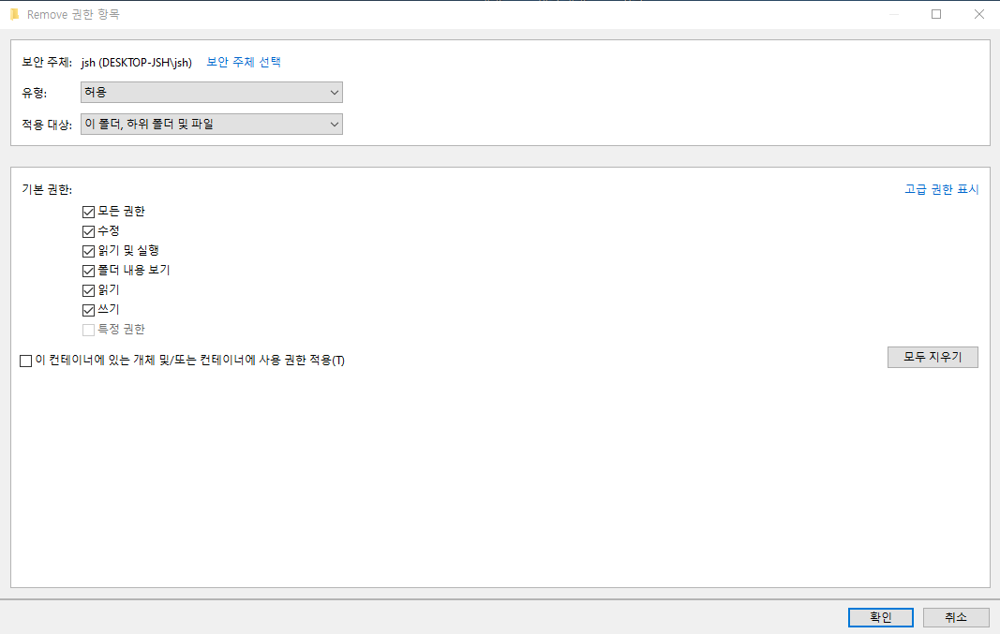 Remove 권한 항목
보안 주체: jsh (DESKTOP-JSH\jsh) 보안 주체 선택
유형: 허용
적용 대상: 이 폴더, 하위 폴더 및 파일
기본 권한: 고급 권한 표시
모든 권한
수정
읽기 및 실행
폴더 내용 보기
읽기
쓰기
특정 권한
이 컨테이너에 있는 개체 및/또는 컨테이너에 사용 권한 적용(T)
모두 지우기
확인 취소